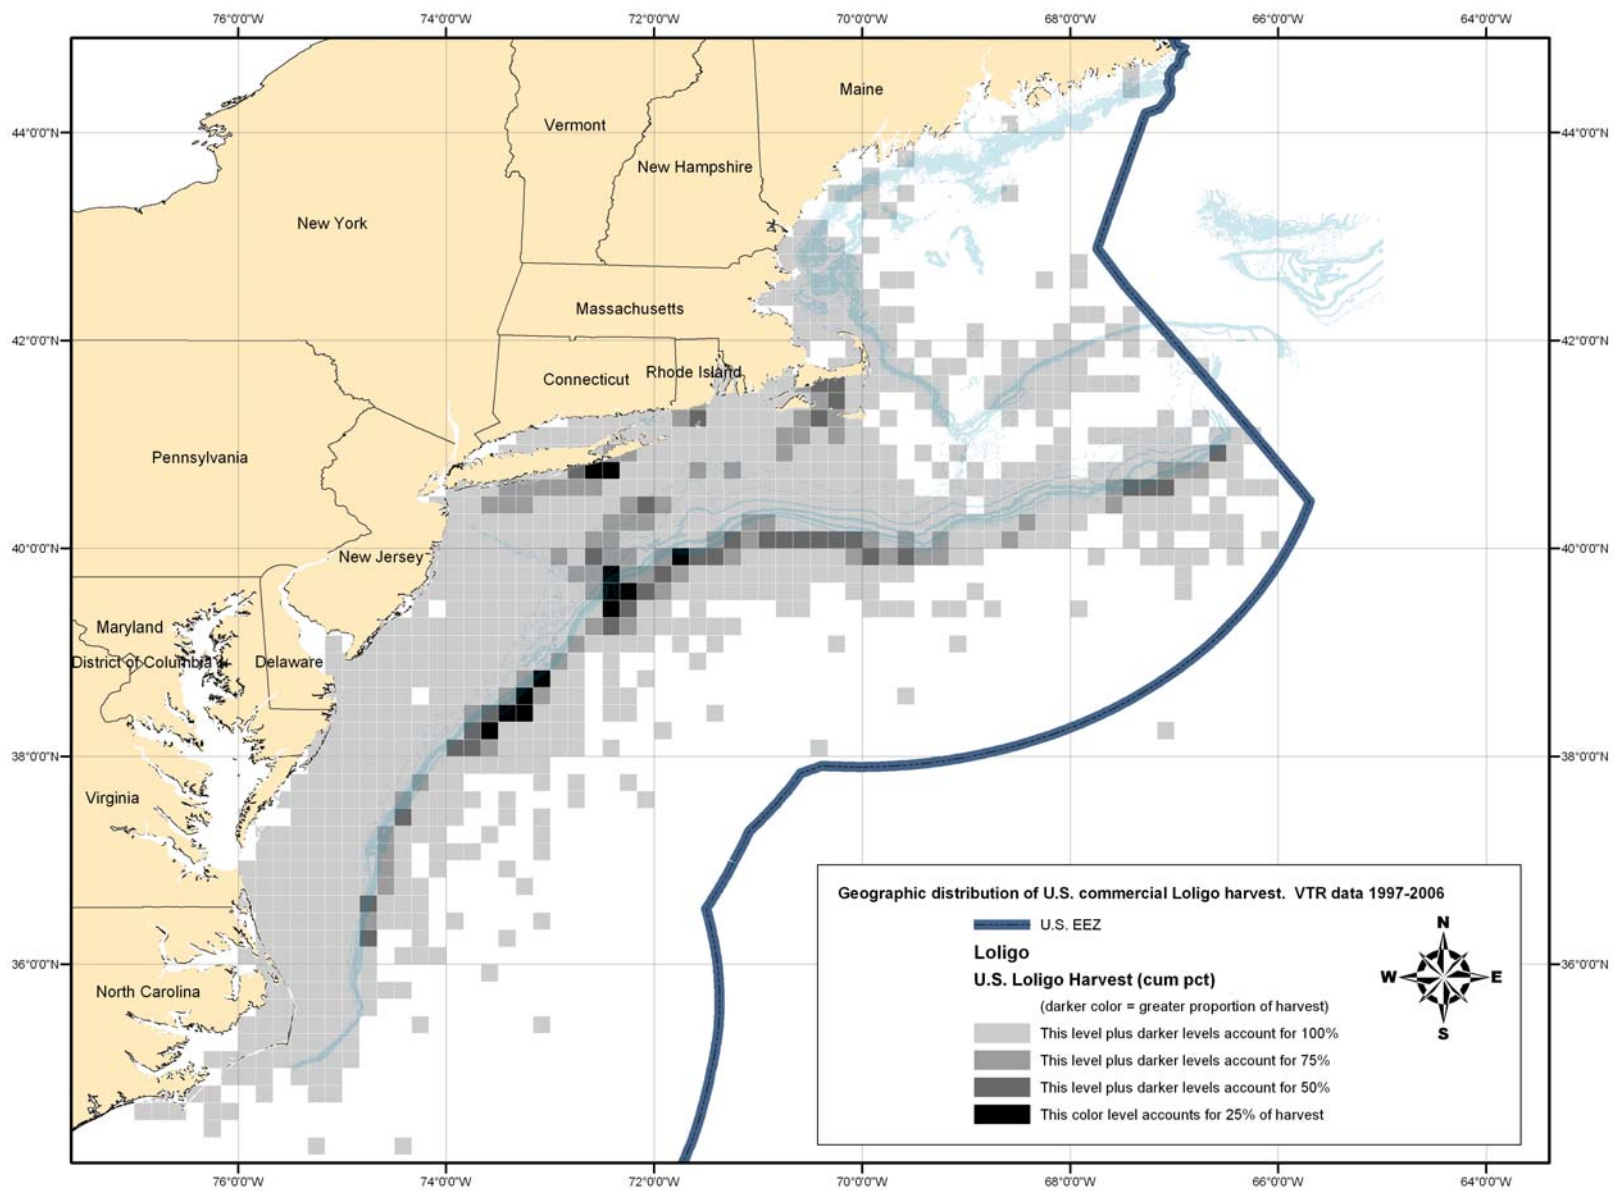 76°0'0"W 74°0'0"W 72°0'0"W 70°0'0"W 68°0'0"W 66°0'0"W 64°0'0"W
Maine
Vermont
44°0'0"N 44°0'0"N
New Hampshire
New York
Massachusetts
42°0'0"N 42°0'0"N
Connecticut Rhode Island
Pennsylvania
40°0'0"N 40°0'0"N
New Jersey
Maryland
District of Columbia Delaware
38°0'0"N 38°0'0"N
Virginia
Geographic distribution of U.S. commercial Loligo harvest. VTR data 1997-2006
U.S. EEZ
N
Loligo
36°0'0"N 36°0'0"N
U.S. Loligo Harvest (cum pct)
W E
North Carolina
(darker color = greater proportion of harvest)
S
This level plus darker levels account for 100%
This level plus darker levels account for 75%
This level plus darker levels account for 50%
This color level accounts for 25% of harvest
76°0'0"W 74°0'0"W 72°0'0"W 70°0'0"W 68°0'0"W 66°0'0"W 64°0'0"W